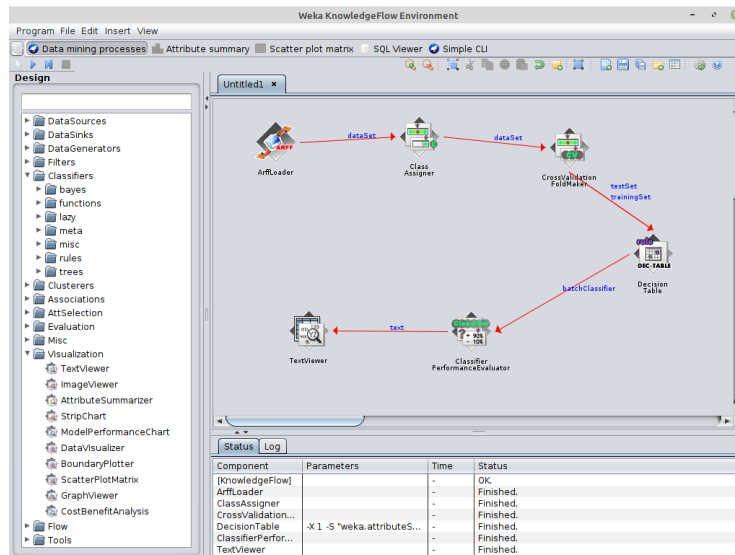 Weka KnowledgeFlow Environment
Program File Edit Insert View
Data mining processes Attribute summary Scatter plot matrix SQL Viewer Simple CLI
Design
Untitled1
DataSources
DataSinks
DataGenerators
Filters
Classifiers
bayes
functions
lazy
meta
misc
rules
trees
Clusterers
Associations
AttSelection
Evaluation
Misc
Visualization
TextViewer
ImageViewer
AttributeSummarizer
StripChart
ModelPerformanceChart
DataVisualizer
BoundaryPlotter
ScatterPlotMatrix
GraphViewer
CostBenefitAnalysis
Flow
Tools
ARFF
ArffLoader
dataSet
Class
Assigner
dataSet
CV
CrossValidation
FoldMaker
testSet
trainingSet
rule
DEC-TABLE
Decision
Table
batchClassifier
+ 90%
- 10%
Classifier
PerformanceEvaluator
text
TextViewer
Status Log
Component Parameters Time Status
[KnowledgeFlow] - OK.
ArffLoader - Finished.
ClassAssigner - Finished.
CrossValidation... - Finished.
DecisionTable -X 1 -S "weka.attributeS... - Finished.
ClassifierPerfor... - Finished.
TextViewer - Finished.